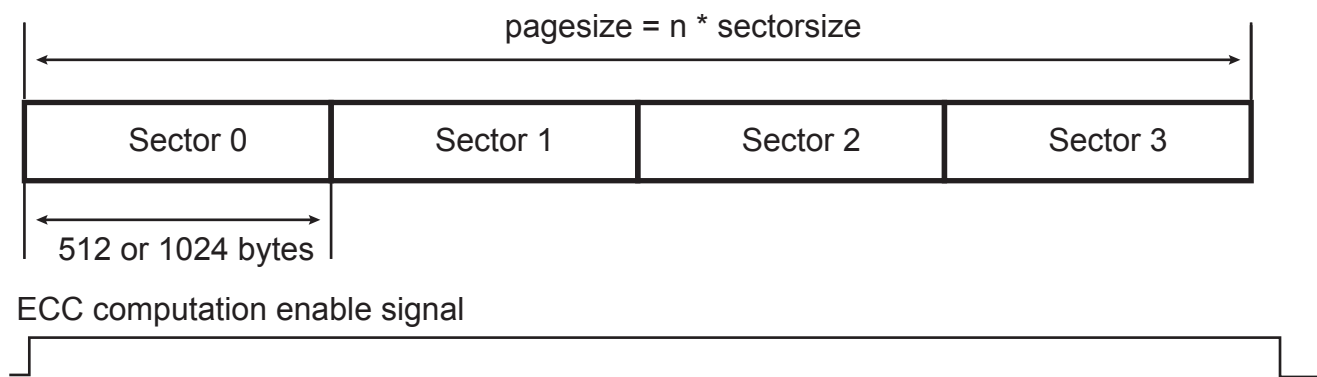 pagesize = n * sectorsize
Sector 0 Sector 1 Sector 2 Sector 3
512 or 1024 bytes
ECC computation enable signal